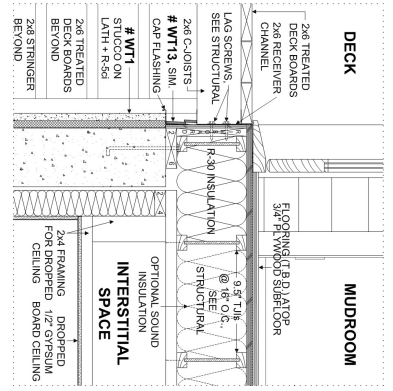 DECK
2x6 TREATED
DECK BOARDS
2x6 RECEIVER
CHANNEL
LAG SCREWS,
SEE STRUCTURAL
2x6 C-JOISTS
# WT13, SIM.
CAP FLASHING
# WT1
STUCCO ON
LATH + R-5ci
2x6 TREATED
DECK BOARDS
BEYOND
2x8 STRINGER
BEYOND
MUDROOM
FLOORING (T.B.D.) ATOP
3/4" PLYWOOD SUBFLOOR
9.5" TJIs
@ 16" O.C.,
SEE
STRUCTURAL
R-30 INSULATION
OPTIONAL SOUND
INSULATION
INTERSTITIAL
SPACE
2x4 FRAMING
FOR DROPPED
CEILING
DROPPED
1/2" GYPSUM
BOARD CEILING